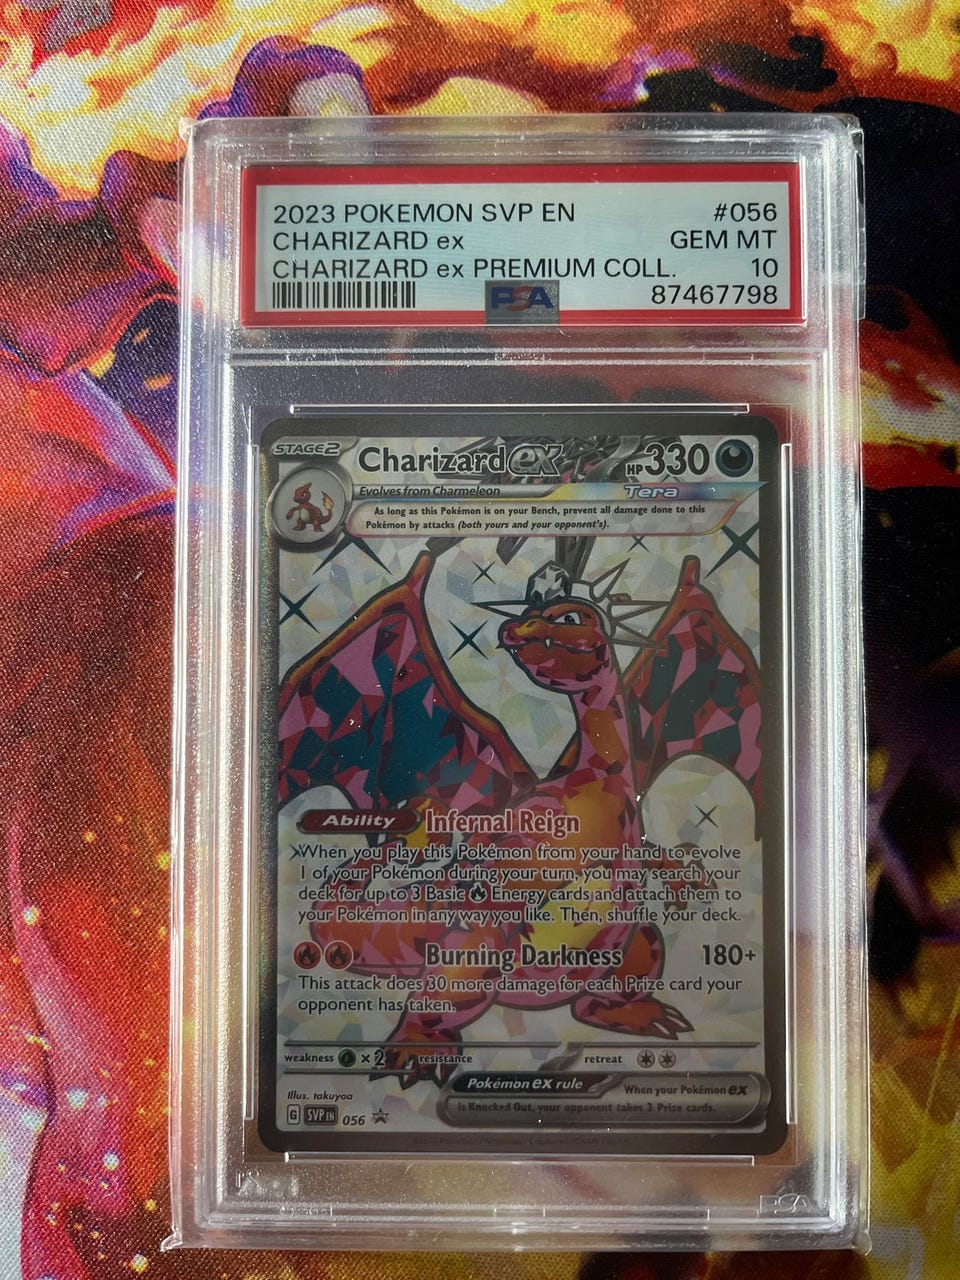 2023 POKEMON SVP EN #056
CHARIZARD ex GEM MT
CHARIZARD ex PREMIUM COLL. 10
PSA 87467798
STAGE2 Charizard ex HP330
Evolves from Charmeleon Tera
As long as this Pokémon is on your Bench, prevent all damage done to this
Pokémon by attacks (both yours and your opponent's).
Ability Infernal Reign
When you play this Pokémon from your hand to evolve
1 of your Pokémon during your turn, you may search your
deck for up to 3 Basic Energy cards and attach them to
your Pokémon in any way you like. Then, shuffle your deck.
Burning Darkness 180+
This attack does 30 more damage for each Prize card your
opponent has taken.
weakness ×2 resistance retreat
Pokémon ex rule When your Pokémon ex
is Knocked Out, your opponent takes 2 Prize cards.
Illus. takuyoa
G SVP EN 056
PSA